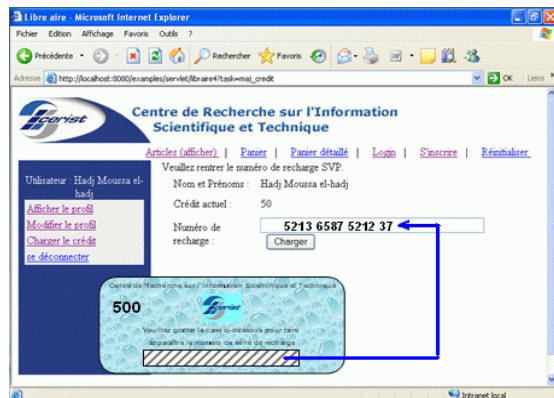 Libre aire - Microsoft Internet Explorer
Fichier Edition Affichage Favoris Outils ?
Précédente Rechercher Favoris
Adresse http://localhost:8080/examples/servlet/libraire4?task=maj_credit OK Liens
cerist
Centre de Recherche sur l'Information
Scientifique et Technique
Articles (afficher) | Panier | Panier détaillé | Login | S'inscrire | Réinitialiser
Utilisateur : Hadj Moussa el-
hadj
Afficher le profil
Modifier le profil
Charger le crédit
se déconnecter
Veuillez rentrer le numéro de recharge SVP.
Nom et Prénoms : Hadj Moussa el-hadj
Crédit actuel : 50
Numéro de
recharge :
5213 6587 5212 37
Charger
Centre de Recherche sur l'Information Scientifique et Technique
500
cerist
Veuillez gratter la case ci-dessous pour faire
apparaître le numéro de série de recharge
Intranet local